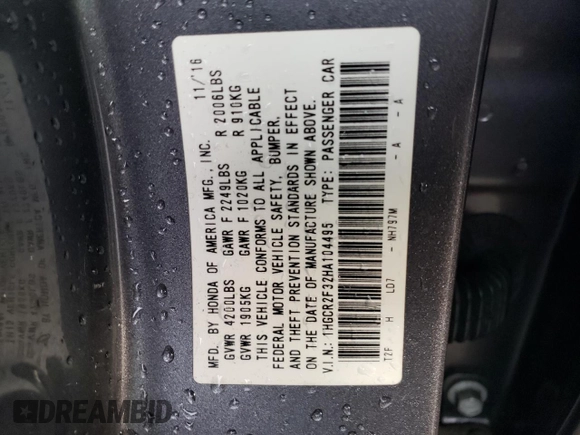 MFD. BY HONDA OF AMERICA MFG., INC. 11/'16
GVWR 4200LBS GAWR F 2249LBS R 2006LBS
GVWR 1905KG GAWR F 1020KG R 910KG
THIS VEHICLE CONFORMS TO ALL APPLICABLE
FEDERAL MOTOR VEHICLE SAFETY, BUMPER,
AND THEFT PREVENTION STANDARDS IN EFFECT
ON THE DATE OF MANUFACTURE SHOWN ABOVE.
V.I.N.: 1HGCR2F32HA104495 TYPE: PASSENGER CAR
T2F H LD7 - NH797M - A - A
DREAMBID